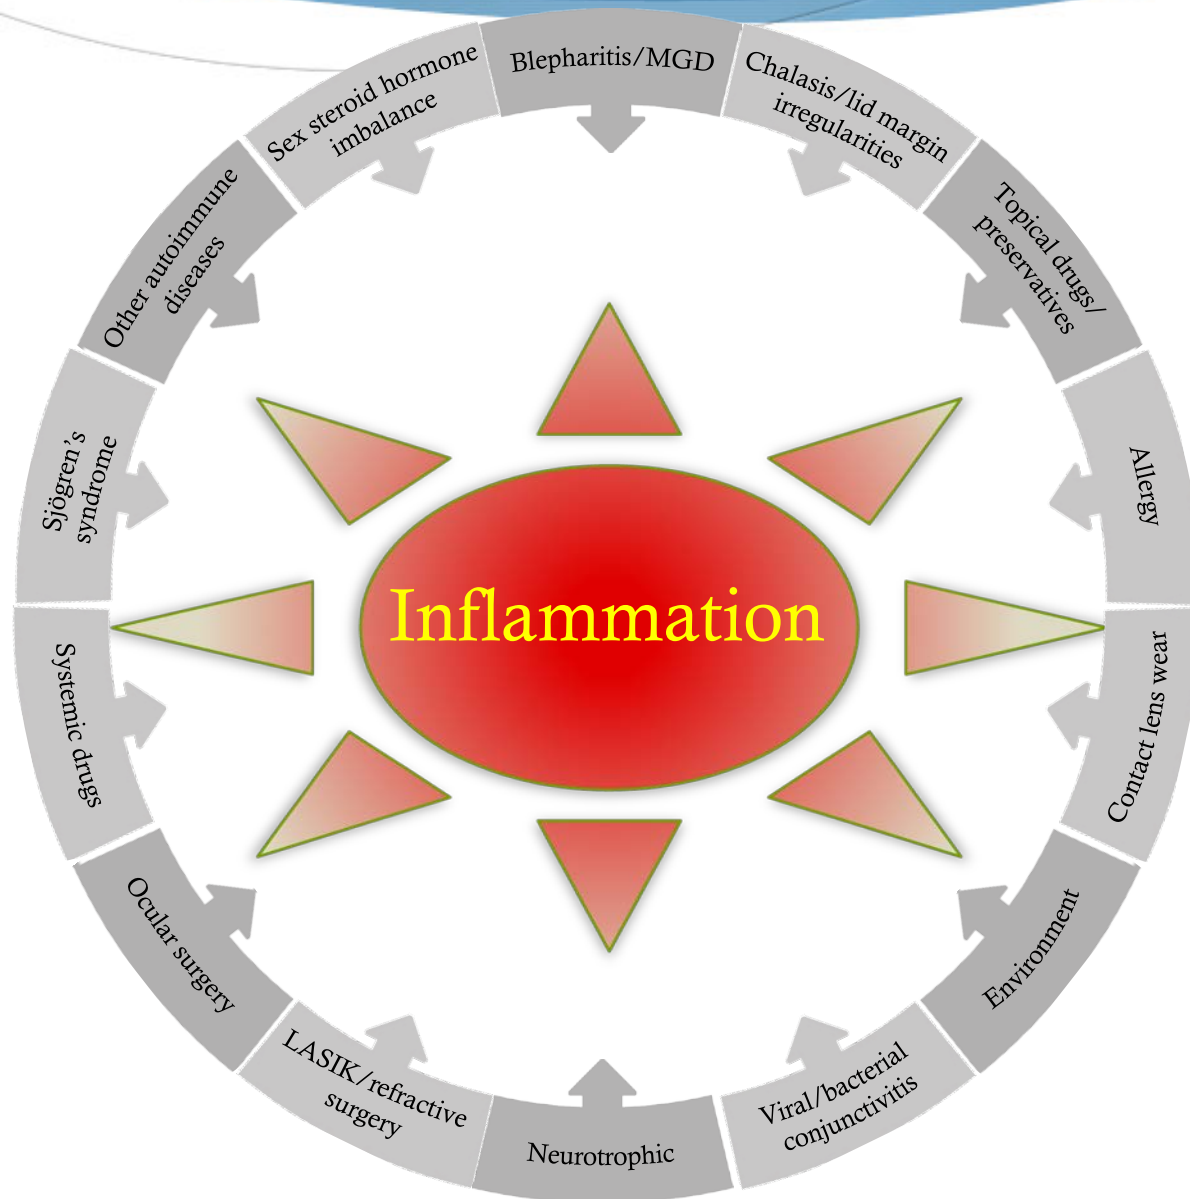 Blepharitis/MGD
Chalasis/lid margin
irregularities
Topical drugs/
preservatives
Allergy
Contact lens wear
Environment
Viral/bacterial
conjunctivitis
Neurotrophic
LASIK/refractive
surgery
Ocular surgery
Systemic drugs
Sjögren's
syndrome
Other autoimmune
diseases
Sex steroid hormone
imbalance
Inflammation